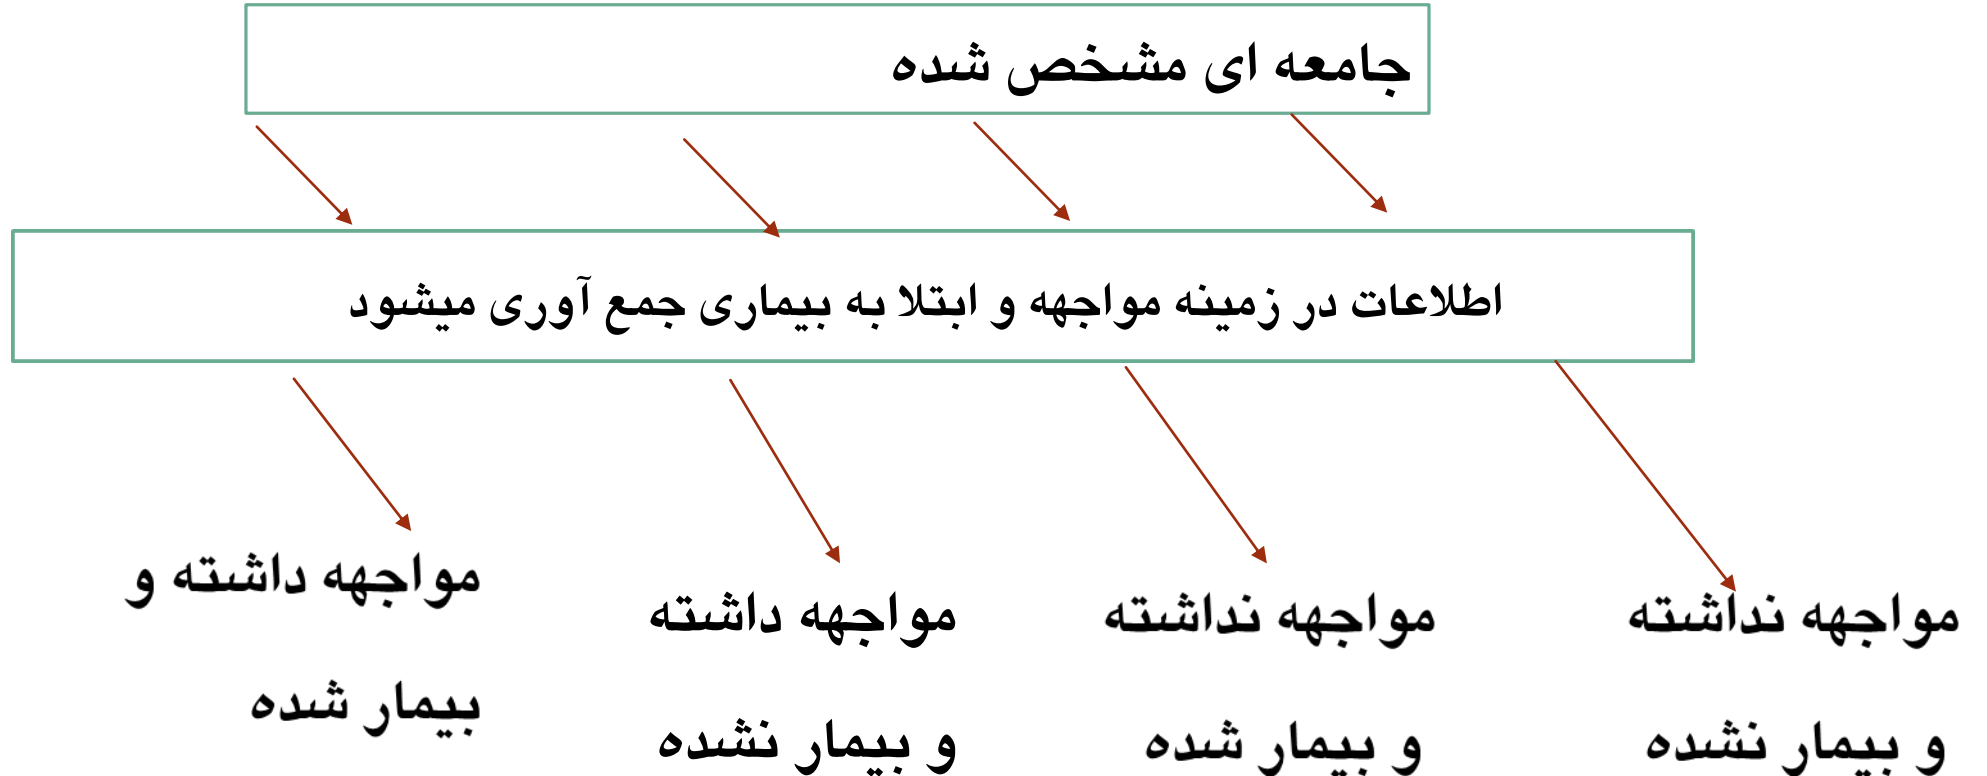 جامعه ای مشخص شده
اطلاعات در زمینه مواجهه و ابتلا به بیماری جمع آوری میشود
مواجهه نداشته
و بیمار نشده
مواجهه نداشته
و بیمار شده
مواجهه داشته
و بیمار نشده
مواجهه داشته و
بیمار شده